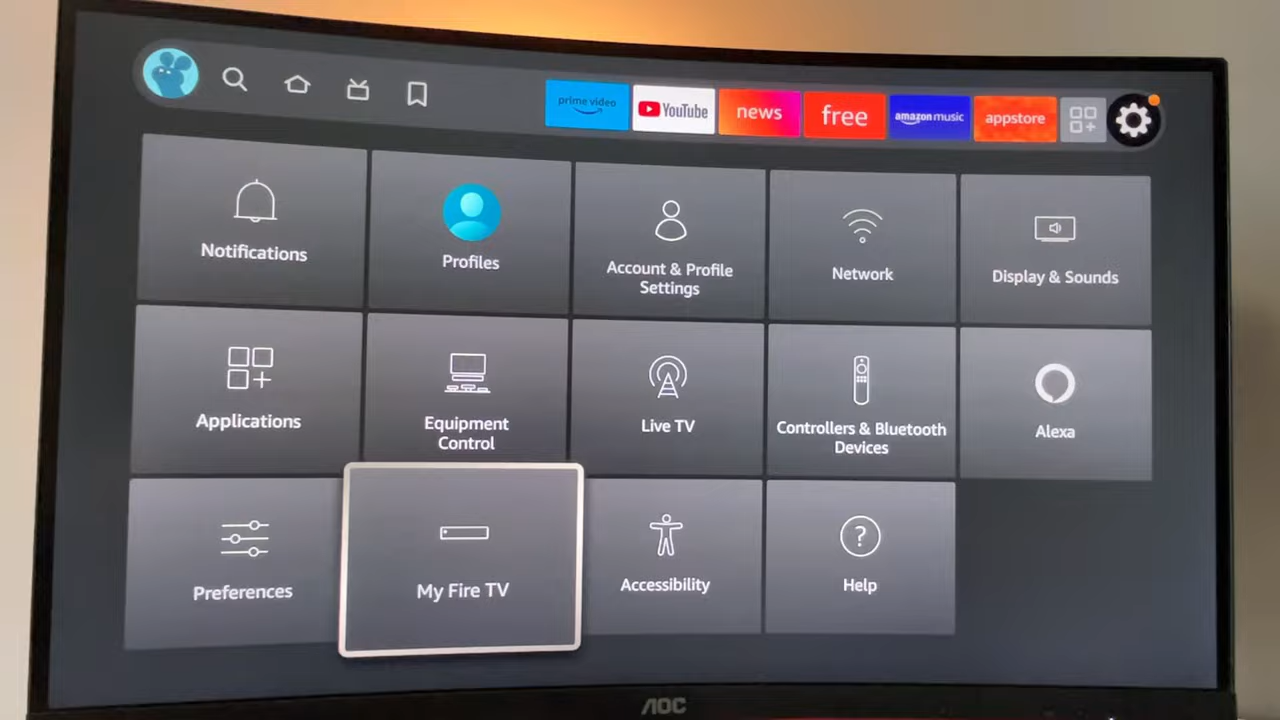 prime video
YouTube
news
free
amazon music
appstore
Notifications
Profiles
Account & Profile
Settings
Network
Display & Sounds
Applications
Equipment
Control
Live TV
Controllers & Bluetooth
Devices
Alexa
Preferences
My Fire TV
Accessibility
?
Help
AOC